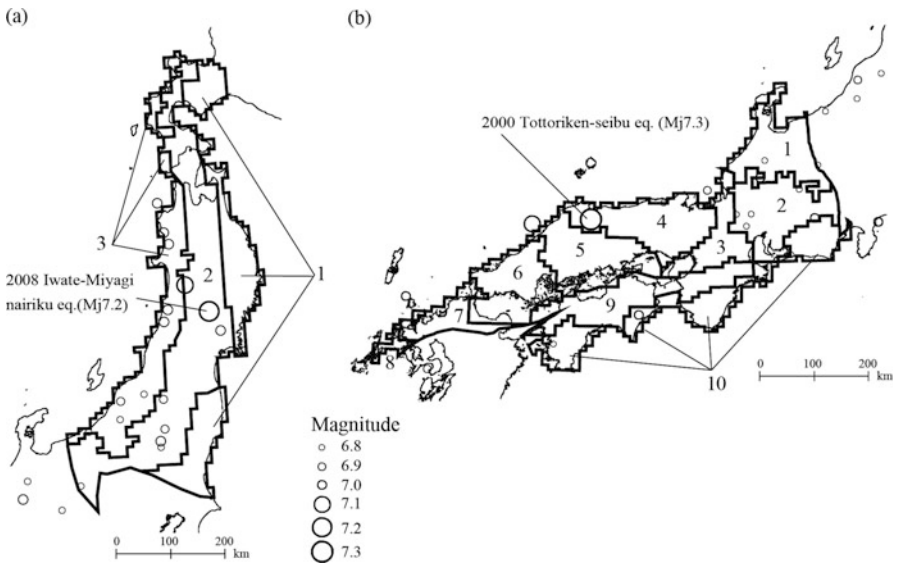 (a)
3
2
1
2008 Iwate-Miyagi
nairiku eq.(Mj7.2)
0 100 200
km
Magnitude
6.8
6.9
7.0
7.1
7.2
7.3
(b)
2000 Tottoriken-seibu eq. (Mj7.3)
1
2
4
3
5
6
9
7
8
10
0 100 200
km